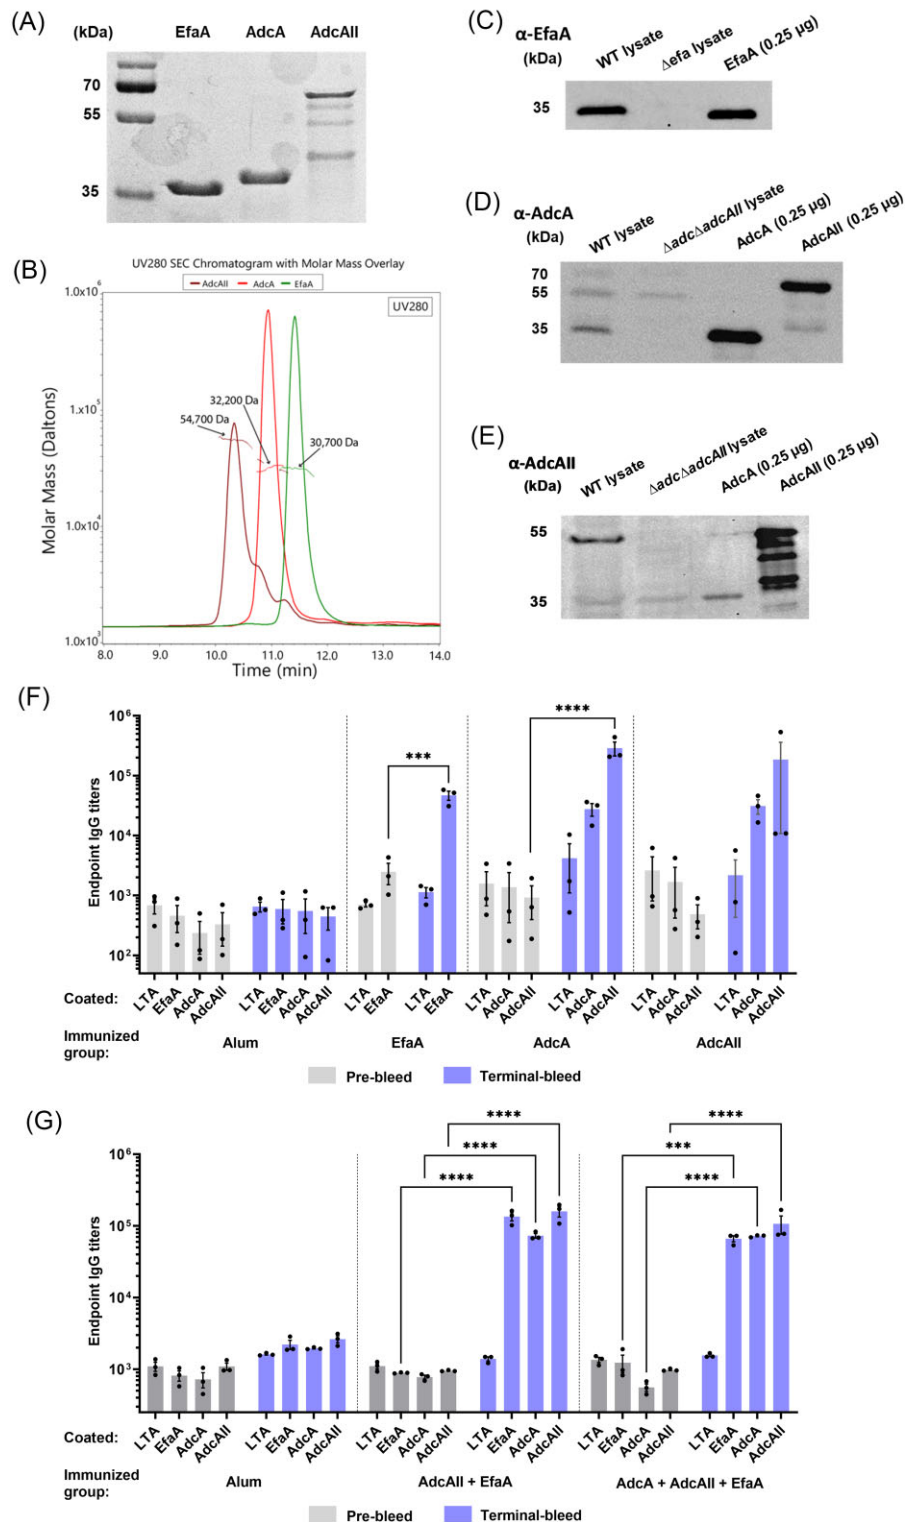 (A)
(kDa) EfaA AdcA AdcAII
70
55
35
(B)
UV280 SEC Chromatogram with Molar Mass Overlay
AdcAII AdcA EfaA
UV280
Molar Mass (Daltons)
1.0x10⁶
1.x10⁵
1.0x10⁴
1.0x10³
54,700 Da
32,200 Da
30,700 Da
8.0 9.0 10.0 11.0 12.0 13.0 14.0
Time (min)
(C)
α-EfaA
(kDa)
WT lysate Δefa lysate EfaA (0.25 µg)
35
(D)
α-AdcA
(kDa)
WT lysate ΔadcΔadcAII lysate AdcA (0.25 µg) AdcAII (0.25 µg)
70
55
35
(E)
α-AdcAII
(kDa)
WT lysate ΔadcΔadcAII lysate AdcA (0.25 µg) AdcAII (0.25 µg)
55
35
(F)
Endpoint IgG titers
10⁶
10⁵
10⁴
10³
10²
*** ****
Coated: LTA EfaA AdcA AdcAII LTA EfaA AdcA AdcAII LTA EfaA LTA EfaA LTA AdcA AdcAII LTA AdcA AdcAII LTA AdcA AdcAII LTA AdcA AdcAII
Immunized
group: Alum EfaA AdcA AdcAII
Pre-bleed Terminal-bleed
(G)
Endpoint IgG titers
10⁶
10⁵
10⁴
10³
**** ****
**** ***
**** ****
Coated: LTA EfaA AdcA AdcAII LTA EfaA AdcA AdcAII LTA EfaA AdcA AdcAII LTA EfaA AdcA AdcAII LTA EfaA AdcA AdcAII LTA EfaA AdcA AdcAII
Immunized
group: Alum AdcAII + EfaA AdcA + AdcAII + EfaA
Pre-bleed Terminal-bleed